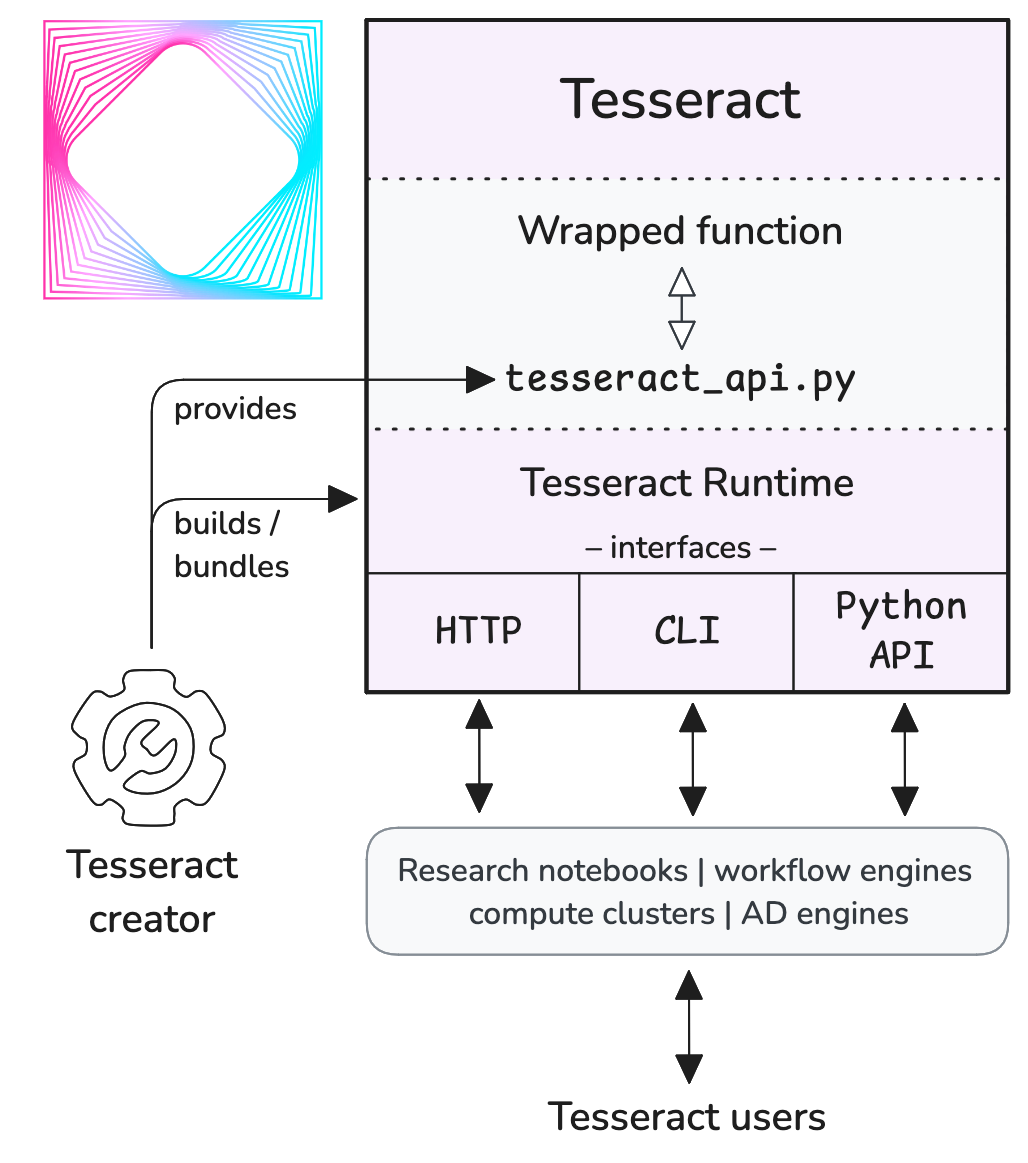 Tesseract
Wrapped function
tesseract_api.py
provides
Tesseract Runtime
builds /
bundles
– interfaces –
HTTP
CLI
Python
API
Tesseract
creator
Research notebooks | workflow engines
compute clusters | AD engines
Tesseract users